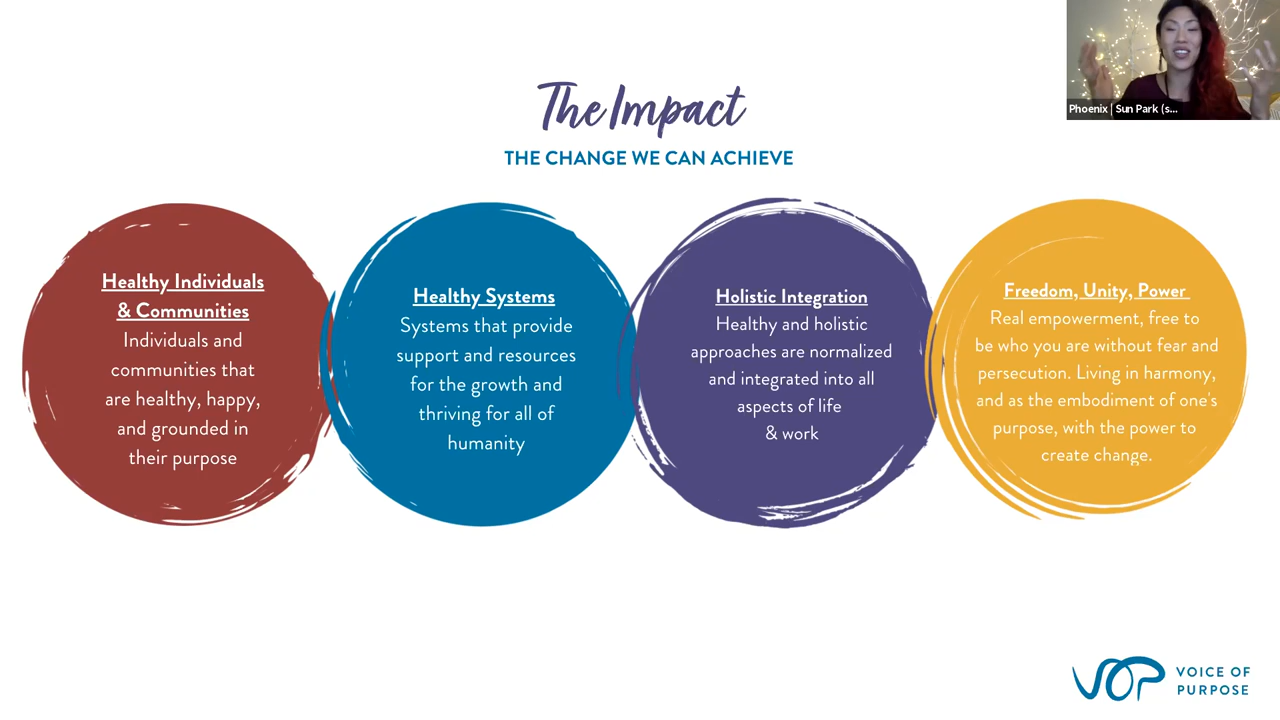 Phoenix | Sun Park (s...
The Impact
THE CHANGE WE CAN ACHIEVE
Healthy Individuals
& Communities
Individuals and
communities that
are healthy, happy,
and grounded in
their purpose
Healthy Systems
Systems that provide
support and resources
for the growth and
thriving for all of
humanity
Holistic Integration
Healthy and holistic
approaches are normalized
and integrated into all
aspects of life
& work
Freedom, Unity, Power
Real empowerment, free to
be who you are without fear and
persecution. Living in harmony,
and as the embodiment of one's
purpose, with the power to
create change.
VOP
VOICE OF
PURPOSE